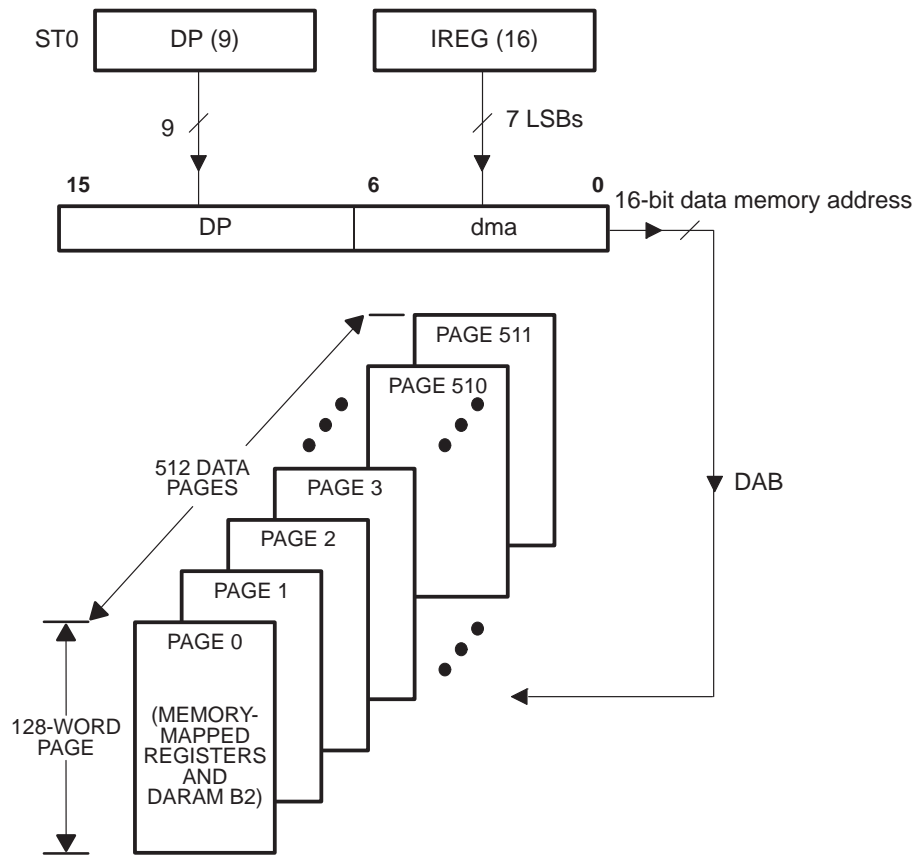 ST0
DP (9)
IREG (16)
9
7 LSBs
15
6
0
16-bit data memory address
DP
dma
PAGE 511
PAGE 510
512 DATA
PAGES
PAGE 3
DAB
PAGE 2
PAGE 1
PAGE 0
128-WORD
PAGE
(MEMORY-
MAPPED
REGISTERS
AND
DARAM B2)